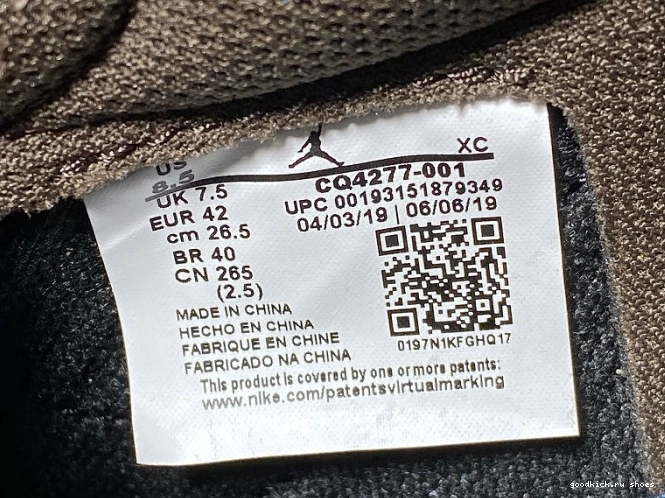 XC
US
8.5
UK 7.5
EUR 42
cm 26.5
BR 40
CN 265
(2.5)
CQ4277-001
UPC 00193151879349
04/03/19 | 06/06/19
0197N1KFGHQ17
MADE IN CHINA
HECHO EN CHINA
FABRIQUE EN CHINE
FABRICADO NA CHINA
This product is covered by one or more patents:
www.nike.com/patentsvirtualmarking
goodkick.ru shoes